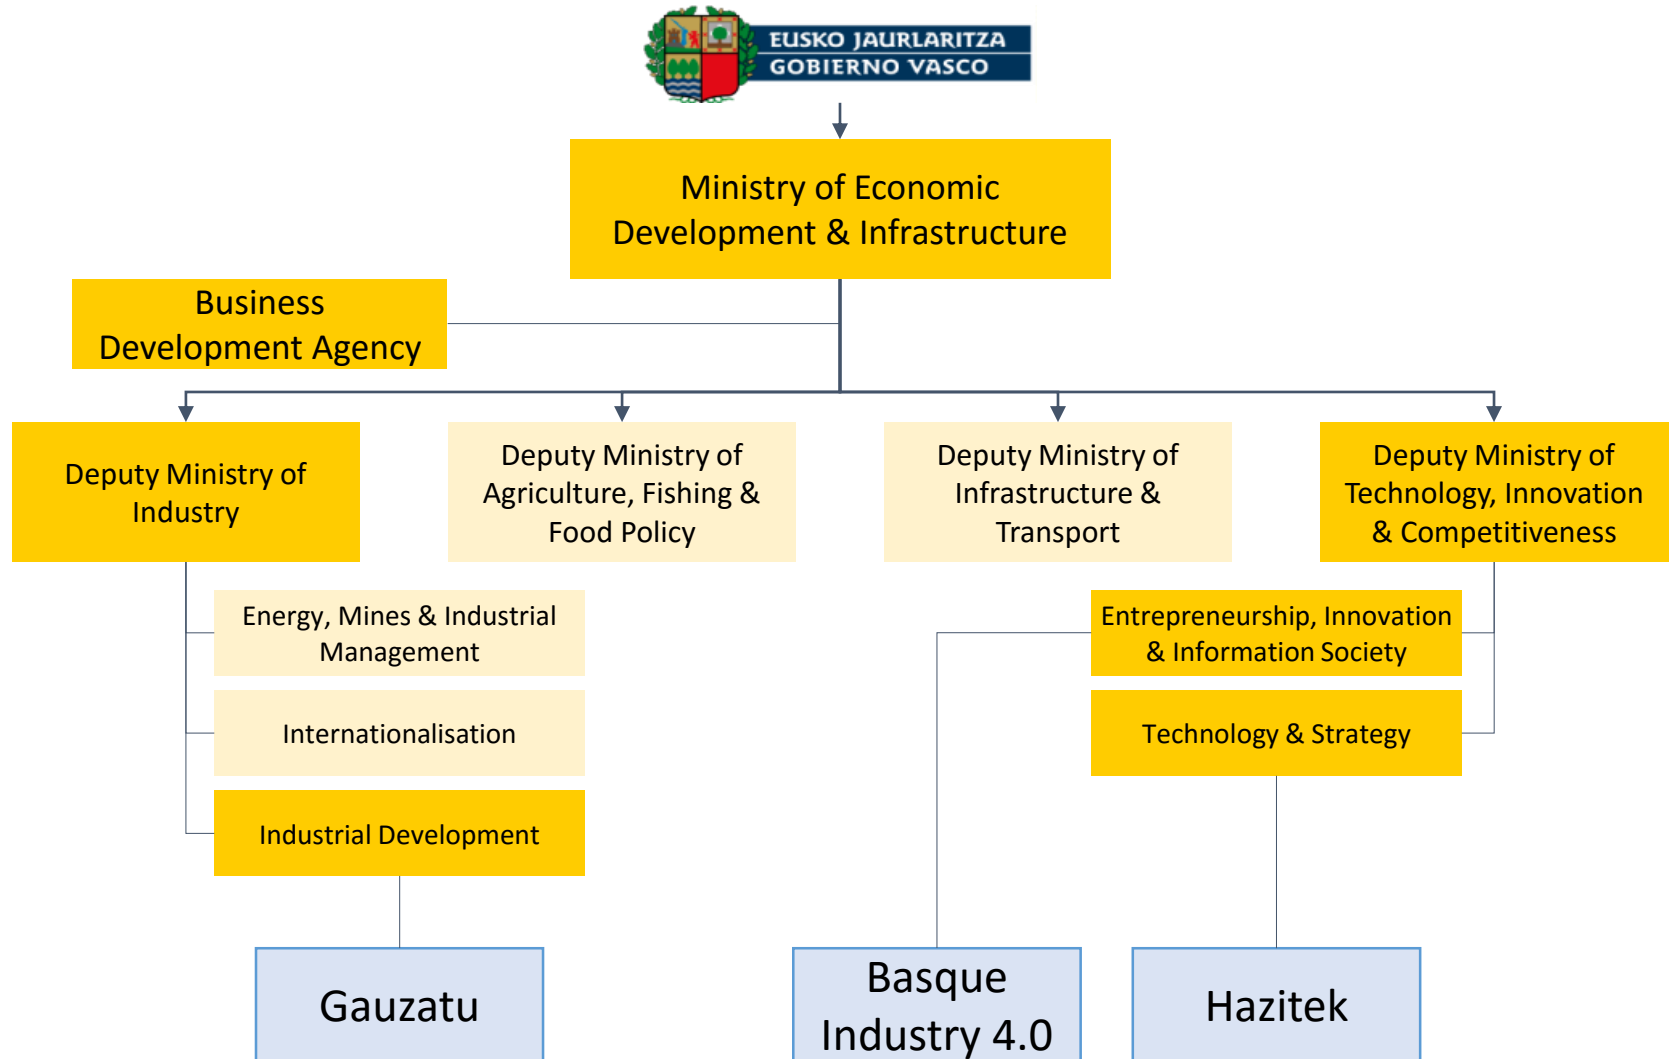 EUSKO JAURLARITZA
GOBIERNO VASCO
Ministry of Economic
Development & Infrastructure
Business
Development Agency
Deputy Ministry of
Industry
Deputy Ministry of
Agriculture, Fishing &
Food Policy
Deputy Ministry of
Infrastructure &
Transport
Deputy Ministry of
Technology, Innovation
& Competitiveness
Energy, Mines & Industrial
Management
Internationalisation
Industrial Development
Entrepreneurship, Innovation
& Information Society
Technology & Strategy
Gauzatu
Basque
Industry 4.0
Hazitek